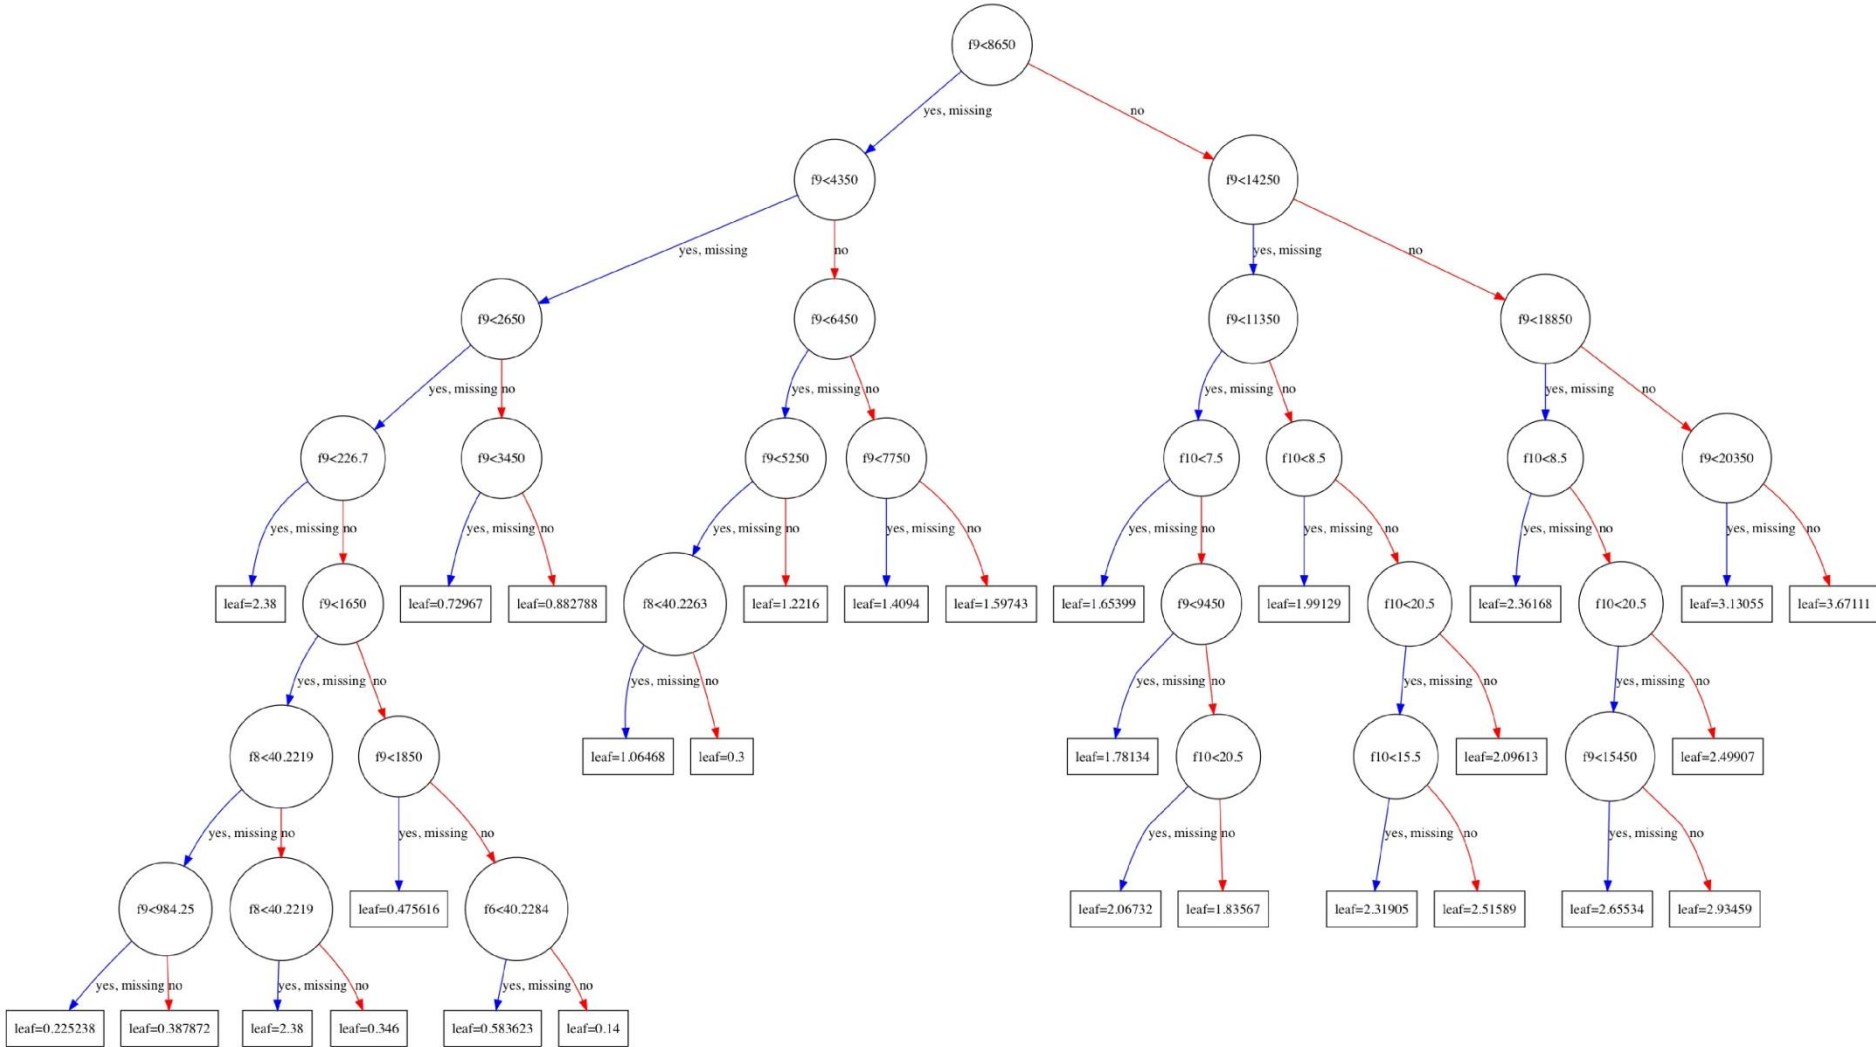 f9<8650
yes, missing
no
f9<4350
f9<14250
yes, missing
no
yes, missing
no
f9<2650
f9<6450
f9<11350
f9<18850
yes, missing
no
yes, missing
no
yes, missing
no
yes, missing
no
f9<226.7
f9<3450
f9<5250
f9<7750
f10<7.5
f10<8.5
f10<8.5
f9<20350
yes, missing
no
yes, missing
no
yes, missing
no
yes, missing
no
yes, missing
no
yes, missing
no
yes, missing
no
yes, missing
no
leaf=2.38
f9<1650
leaf=0.72967
leaf=0.882788
f8<40.2263
leaf=1.2216
leaf=1.4094
leaf=1.59743
leaf=1.65399
f9<9450
leaf=1.99129
f10<20.5
leaf=2.36168
f10<20.5
leaf=3.13055
leaf=3.67111
yes, missing
no
yes, missing
no
yes, missing
no
yes, missing
no
yes, missing
no
f8<40.2219
f9<1850
leaf=1.06468
leaf=0.3
leaf=1.78134
f10<20.5
f10<15.5
leaf=2.09613
f9<15450
leaf=2.49907
yes, missing
no
yes, missing
no
yes, missing
no
yes, missing
no
yes, missing
no
f9<984.25
f8<40.2219
leaf=0.475616
f6<40.2284
leaf=2.06732
leaf=1.83567
leaf=2.31905
leaf=2.51589
leaf=2.65534
leaf=2.93459
yes, missing
no
yes, missing
no
yes, missing
no
leaf=0.225238
leaf=0.387872
leaf=2.38
leaf=0.346
leaf=0.583623
leaf=0.14